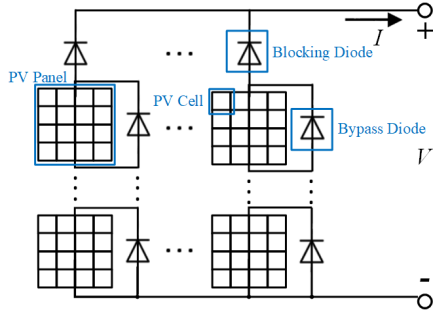 I
+
Blocking Diode
PV Panel
PV Cell
Bypass Diode
V
-